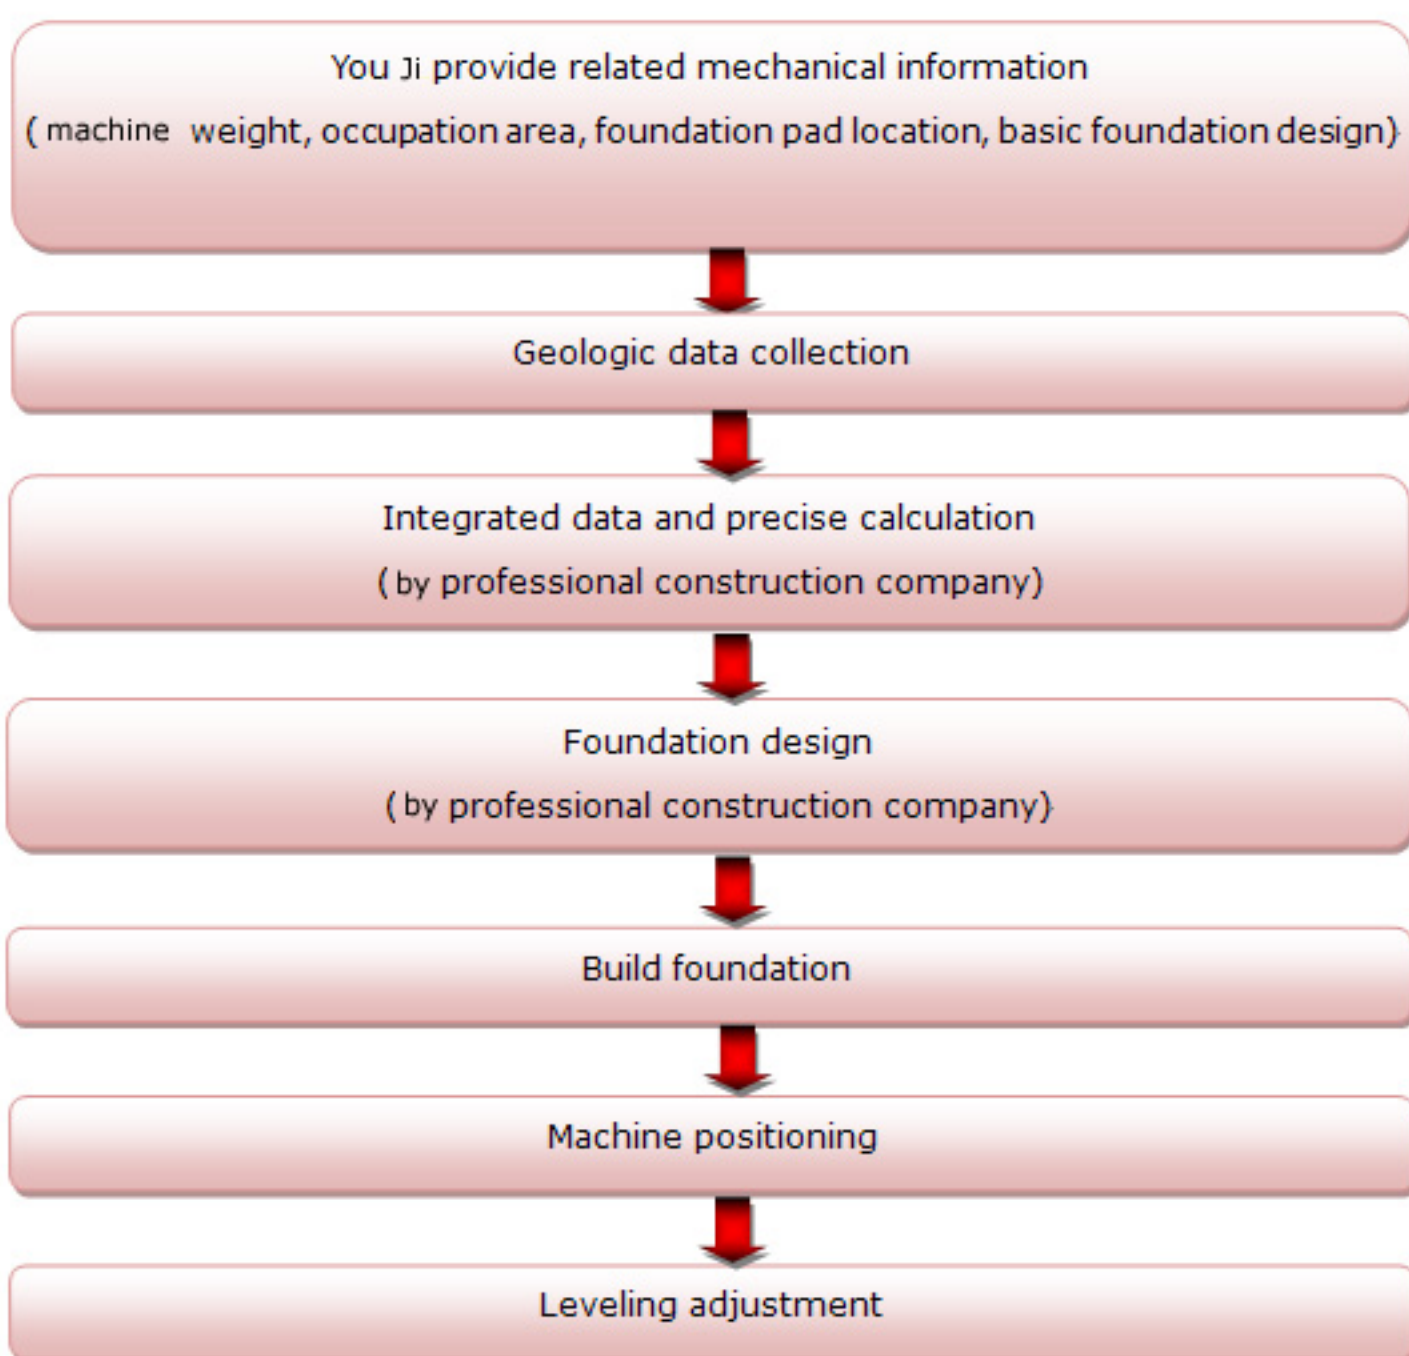 You Ji provide related mechanical information
( machine weight, occupation area, foundation pad location, basic foundation design}
Geologic data collection
Integrated data and precise calculation
( by professional construction company)
Foundation design
( by professional construction company}
Build foundation
Machine positioning
Leveling adjustment